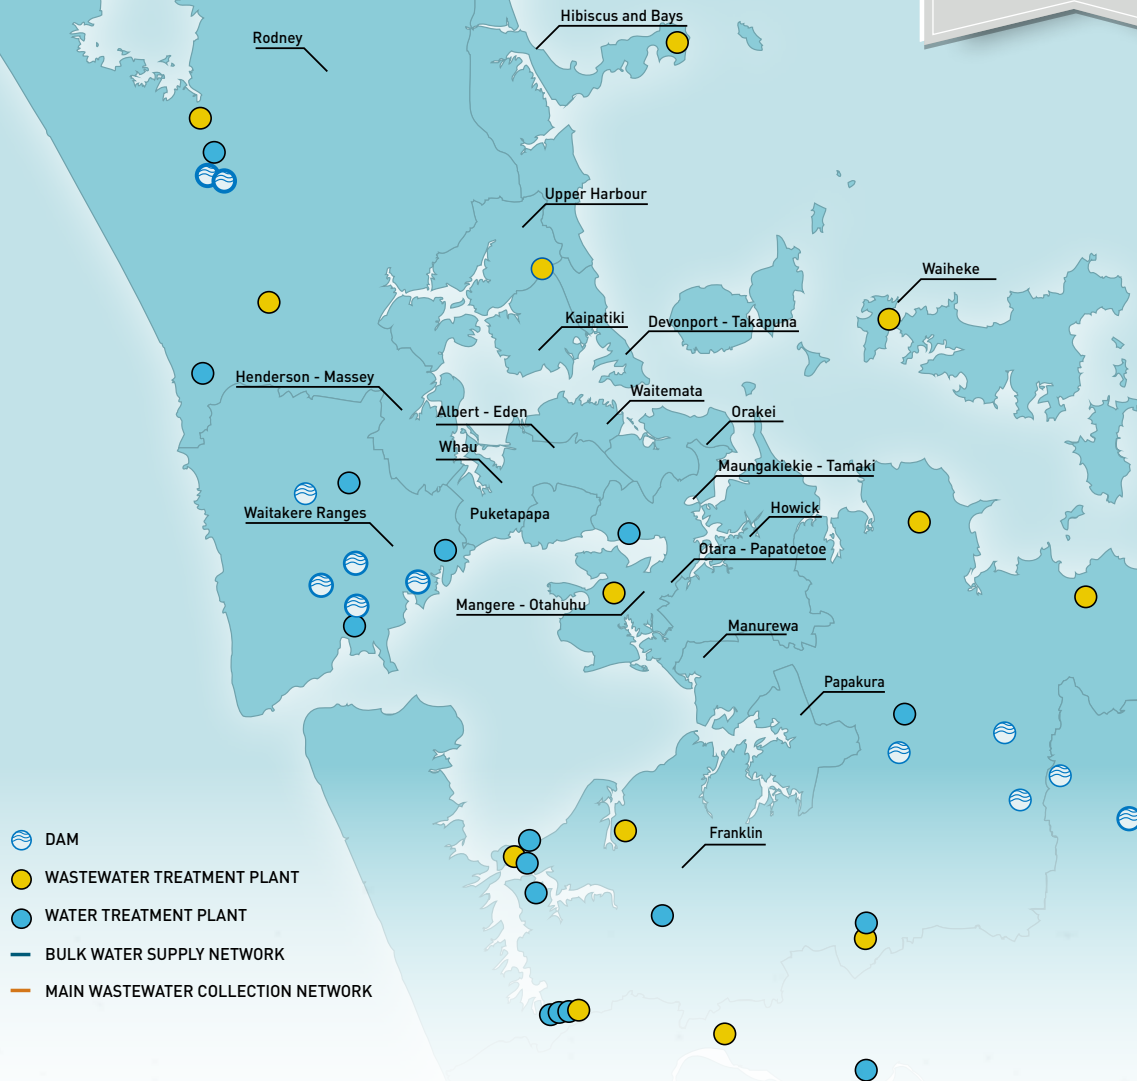 Hibiscus and Bays
Rodney
Upper Harbour
Waiheke
Kaipatiki
Devonport - Takapuna
Henderson - Massey
Waitemata
Albert - Eden
Orakei
Whau
Maungakiekie - Tamaki
Waitakere Ranges
Puketapapa
Howick
Otara - Papatoetoe
Mangere - Otahuhu
Manurewa
Papakura
Franklin
DAM
WASTEWATER TREATMENT PLANT
WATER TREATMENT PLANT
BULK WATER SUPPLY NETWORK
MAIN WASTEWATER COLLECTION NETWORK